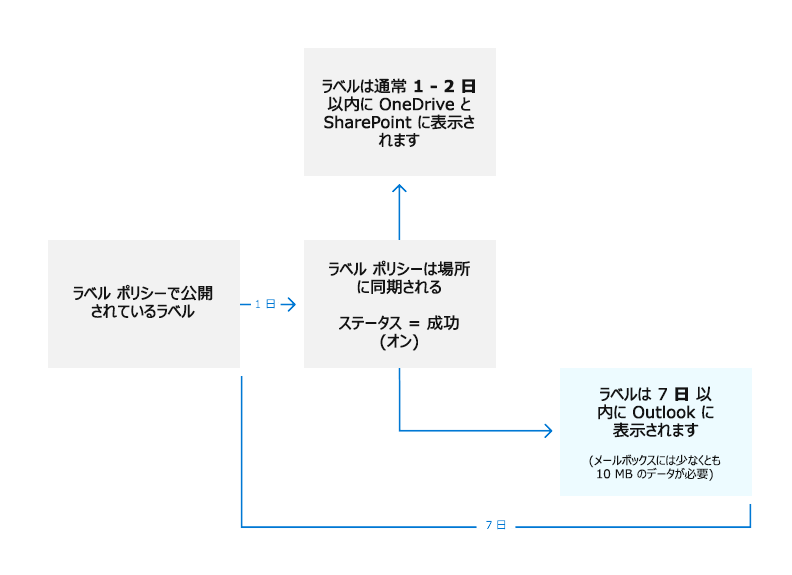 ラベルは通常 1 - 2 日
以内に OneDrive と
SharePoint に表示さ
れます
ラベル ポリシーで公開
されているラベル
1 日
ラベル ポリシーは場所
に同期される
ステータス = 成功
(オン)
ラベルは 7 日 以
内に Outlook に
表示されます
(メールボックスには少なくとも
10 MB のデータが必要)
7 日